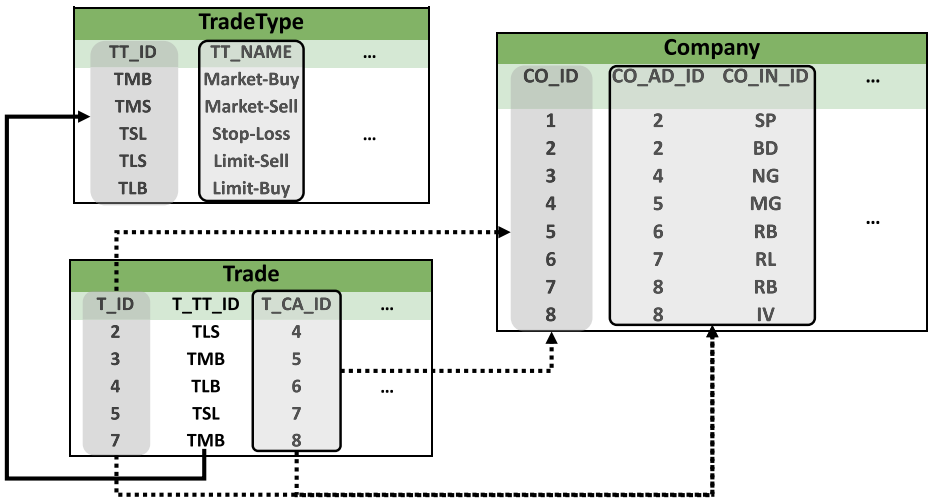 TradeType
TT_ID TT_NAME ...
TMB Market-Buy
TMS Market-Sell
TSL Stop-Loss ...
TLS Limit-Sell
TLB Limit-Buy
Company
CO_ID CO_AD_ID CO_IN_ID ...
1 2 SP
2 2 BD
3 4 NG
4 5 MG
...
5 6 RB
6 7 RL
7 8 RB
8 8 IV
Trade
T_ID T_TT_ID T_CA_ID ...
2 TLS 4
3 TMB 5
4 TLB 6 ...
5 TSL 7
7 TMB 8